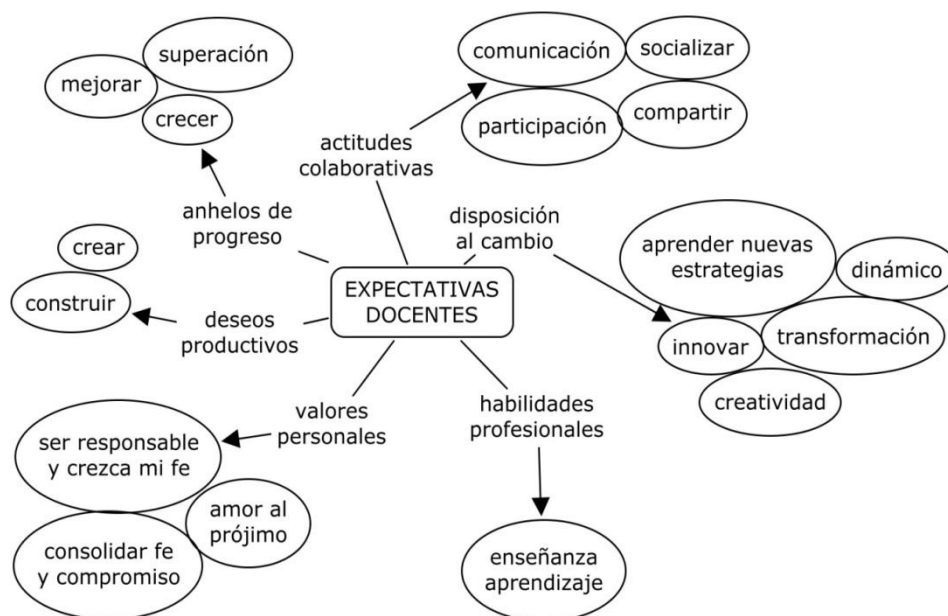 superación
mejorar
crecer
anhelos de
progreso
comunicación
socializar
participación
compartir
actitudes
colaborativas
disposición
al cambio
aprender nuevas
estrategias
dinámico
innovar
transformación
creatividad
crear
construir
deseos
productivos
EXPECTATIVAS
DOCENTES
valores
personales
ser responsable
y crezca mi fe
amor al
prójimo
consolidar fe
y compromiso
habilidades
profesionales
enseñanza
aprendizaje